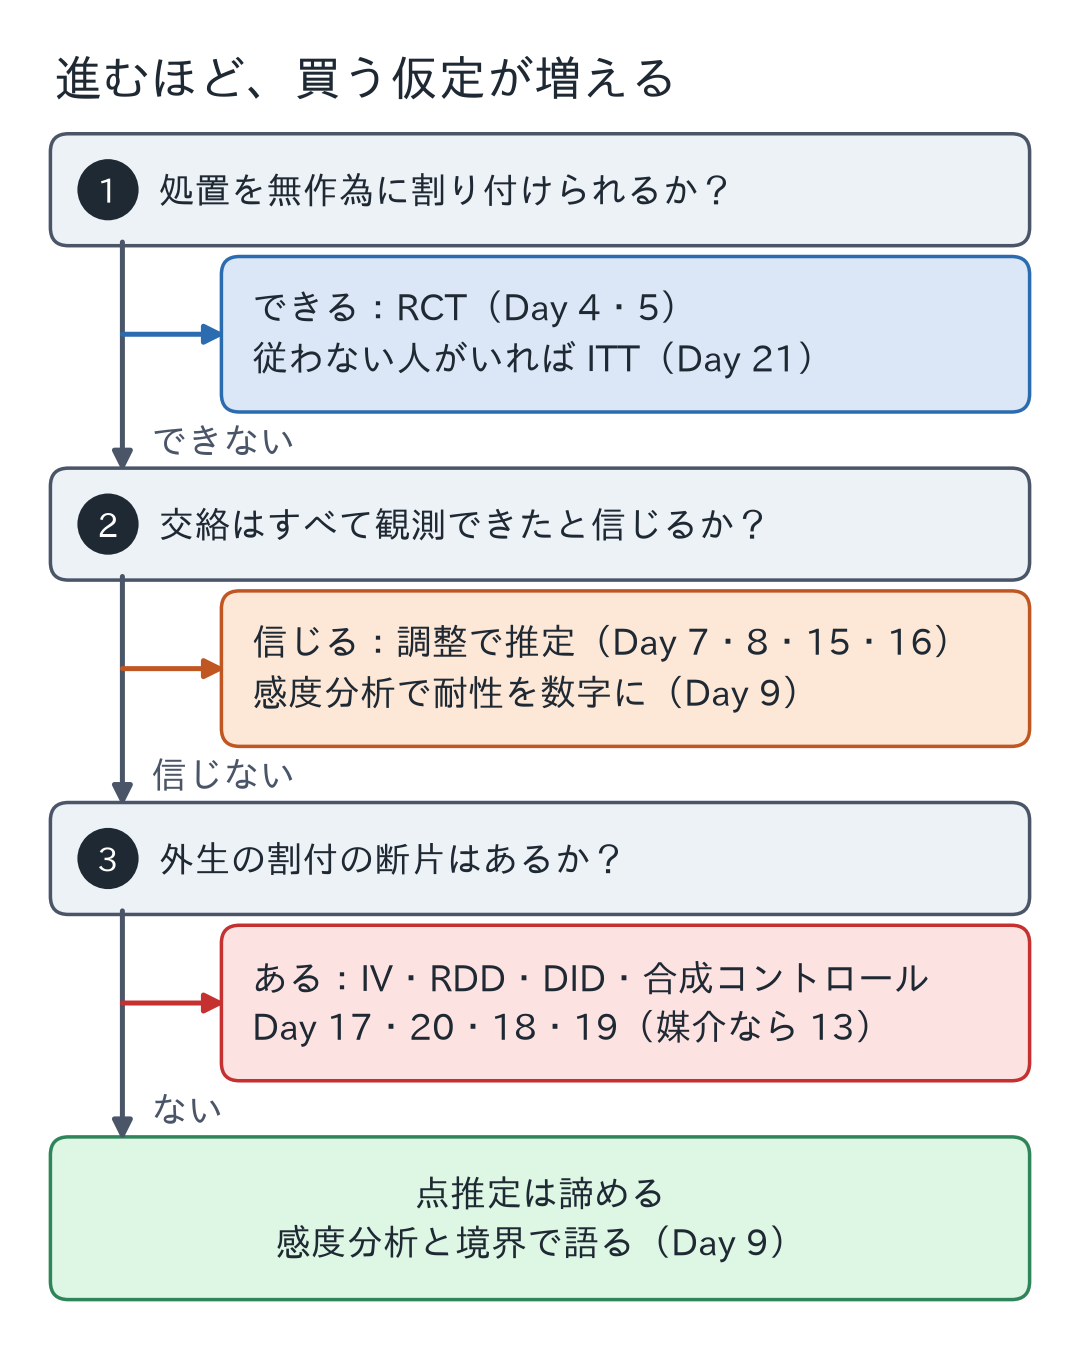 進むほど、買う仮定が増える
1 処置を無作為に割り付けられるか？
できる：RCT（Day 4・5）
従わない人がいれば ITT（Day 21）
できない
2 交絡はすべて観測できたと信じるか？
信じる：調整で推定（Day 7・8・15・16）
感度分析で耐性を数字に（Day 9）
信じない
3 外生の割付の断片はあるか？
ある：IV・RDD・DID・合成コントロール
Day 17・20・18・19（媒介なら 13）
ない
点推定は諦める
感度分析と境界で語る（Day 9）